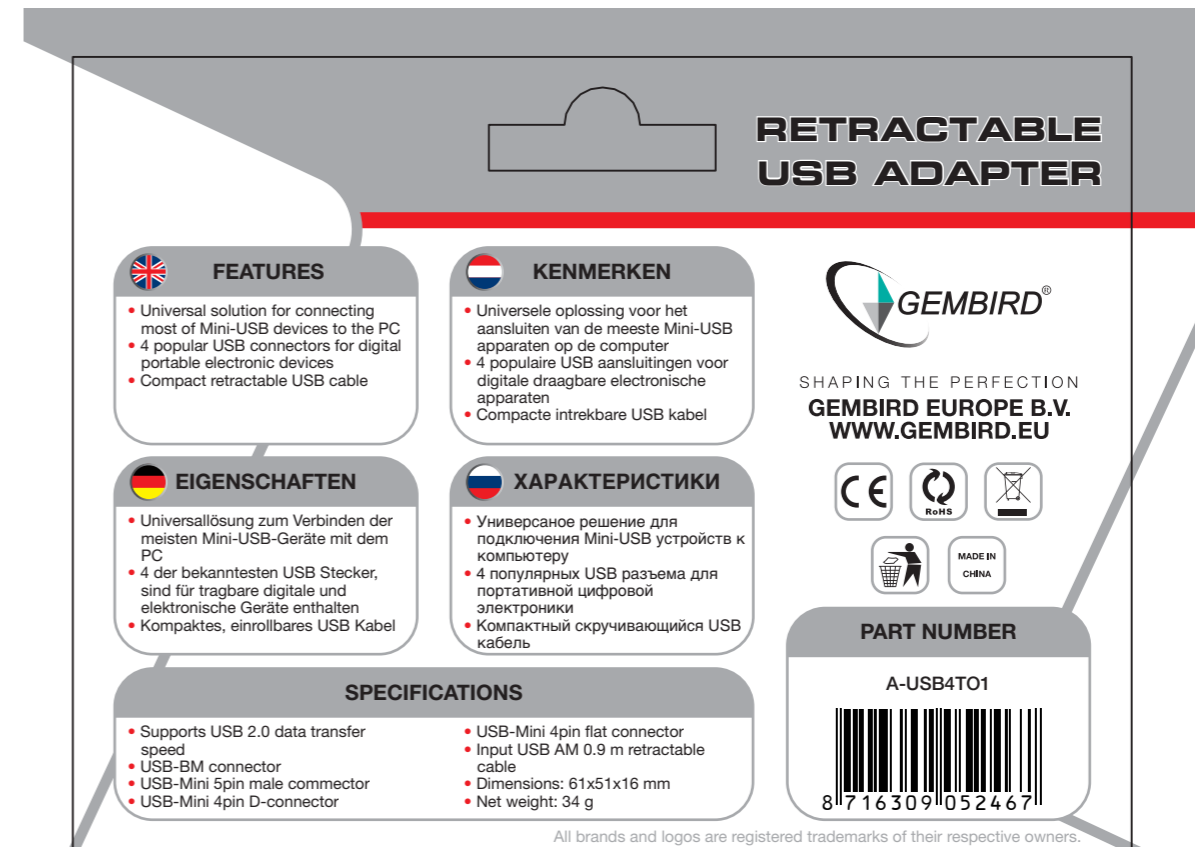 RETRACTABLE
USB ADAPTER
FEATURES
• Universal solution for connecting
most of Mini-USB devices to the PC
• 4 popular USB connectors for digital
portable electronic devices
• Compact retractable USB cable
KENMERKEN
• Universele oplossing voor het
aansluiten van de meeste Mini-USB
apparaten op de computer
• 4 populaire USB aansluitingen voor
digitale draagbare electronische
apparaten
• Compacte intrekbare USB kabel
GEMBIRD®
SHAPING THE PERFECTION
GEMBIRD EUROPE B.V.
WWW.GEMBIRD.EU
EIGENSCHAFTEN
• Universallösung zum Verbinden der
meisten Mini-USB-Geräte mit dem
PC
• 4 der bekanntesten USB Stecker,
sind für tragbare digitale und
elektronische Geräte enthalten
• Kompaktes, einrollbares USB Kabel
ХАРАКТЕРИСТИКИ
• Универсаное решение для
подключения Mini-USB устройств к
компьютеру
• 4 популярных USB разъема для
портативной цифровой
электроники
• Компактный скручивающийся USB
кабель
CE
RoHS
MADE IN
CHINA
SPECIFICATIONS
• Supports USB 2.0 data transfer
speed
• USB-BM connector
• USB-Mini 5pin male commector
• USB-Mini 4pin D-connector
• USB-Mini 4pin flat connector
• Input USB AM 0.9 m retractable
cable
• Dimensions: 61x51x16 mm
• Net weight: 34 g
PART NUMBER
A-USB4TO1
8 716309 052467
All brands and logos are registered trademarks of their respective owners.